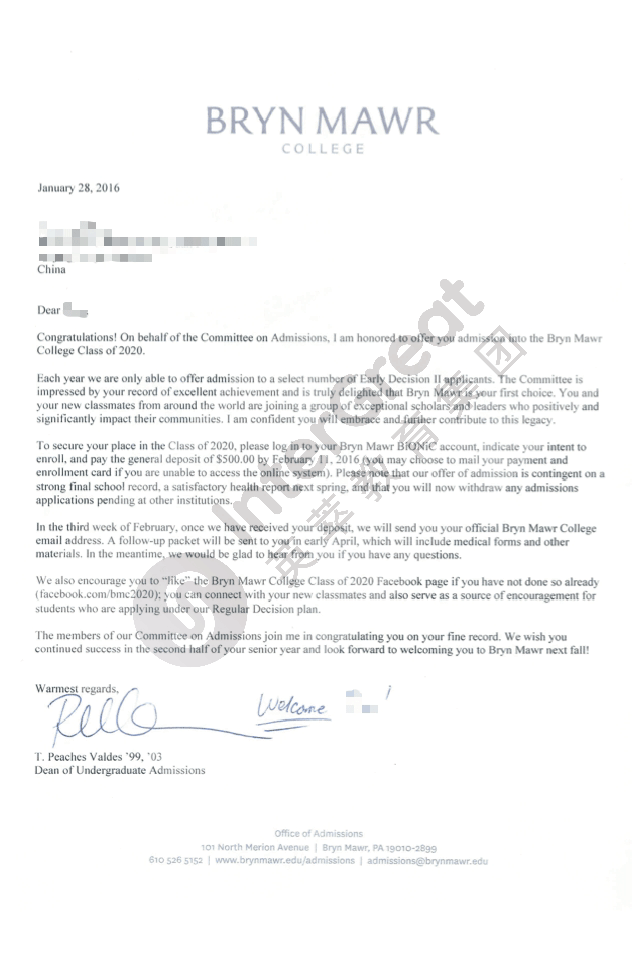 BRYN MAWR
COLLEGE
January 28, 2016
China
Dear
Congratulations! On behalf of the Committee on Admissions, I am honored to offer you admission into the Bryn Mawr
College Class of 2020.
Each year we are only able to offer admission to a select number of Early Decision II applicants. The Committee is
impressed by your record of excellent achievement and is truly delighted that Bryn Mawr is your first choice. You and
your new classmates from around the world are joining a group of exceptional scholars and leaders who positively and
significantly impact their communities. I am confident you will embrace and further contribute to this legacy.
To secure your place in the Class of 2020, please log in to your Bryn Mawr BiONiC account, indicate your intent to
enroll, and pay the general deposit of $500.00 by February 11, 2016 (you may choose to mail your payment and
enrollment card if you are unable to access the online system). Please note that our offer of admission is contingent on a
strong final school record, a satisfactory health report next spring, and that you will now withdraw any admissions
applications pending at other institutions.
In the third week of February, once we have received your deposit, we will send you your official Bryn Mawr College
email address. A follow-up packet will be sent to you in early April, which will include medical forms and other
materials. In the meantime, we would be glad to hear from you if you have any questions.
We also encourage you to “like” the Bryn Mawr College Class of 2020 Facebook page if you have not done so already
(facebook.com/bmc2020); you can connect with your new classmates and also serve as a source of encouragement for
students who are applying under our Regular Decision plan.
The members of our Committee on Admissions join me in congratulating you on your fine record. We wish you
continued success in the second half of your senior year and look forward to welcoming you to Bryn Mawr next fall!
Warmest regards,
Welcome
T. Peaches Valdes '99, '03
Dean of Undergraduate Admissions
Office of Admissions
101 North Merion Avenue | Bryn Mawr, PA 19010-2899
610 526 5152 | www.brynmawr.edu/admissions | admissions@brynmawr.edu
InterGreat
英萃教育集团